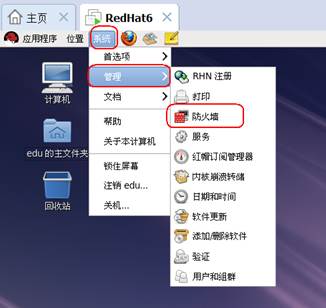 主页
RedHat6
应用程序 位置 系统
首选项
管理
文档
帮助
关于本计算机
锁住屏幕
注销 edu...
关机...
RHN 注册
打印
防火墙
服务
红帽订阅管理器
内核崩溃转储
日期和时间
软件更新
添加/删除软件
验证
用户和组群
计算机
edu 的主文件夹
回收站